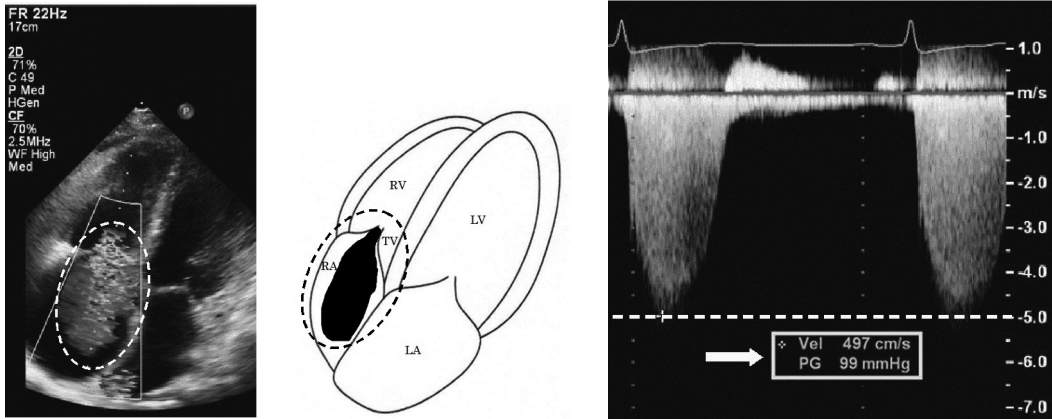 FR 22Hz
17cm
2D
71%
C 49
P Med
HGen
CF
70%
2.5MHz
WF High
Med
P
RV
LV
TV
RA
LA
1.0
m/s
-1.0
-2.0
-3.0
-4.0
-5.0
-6.0
-7.0
Vel 497 cm/s
PG 99 mmHg